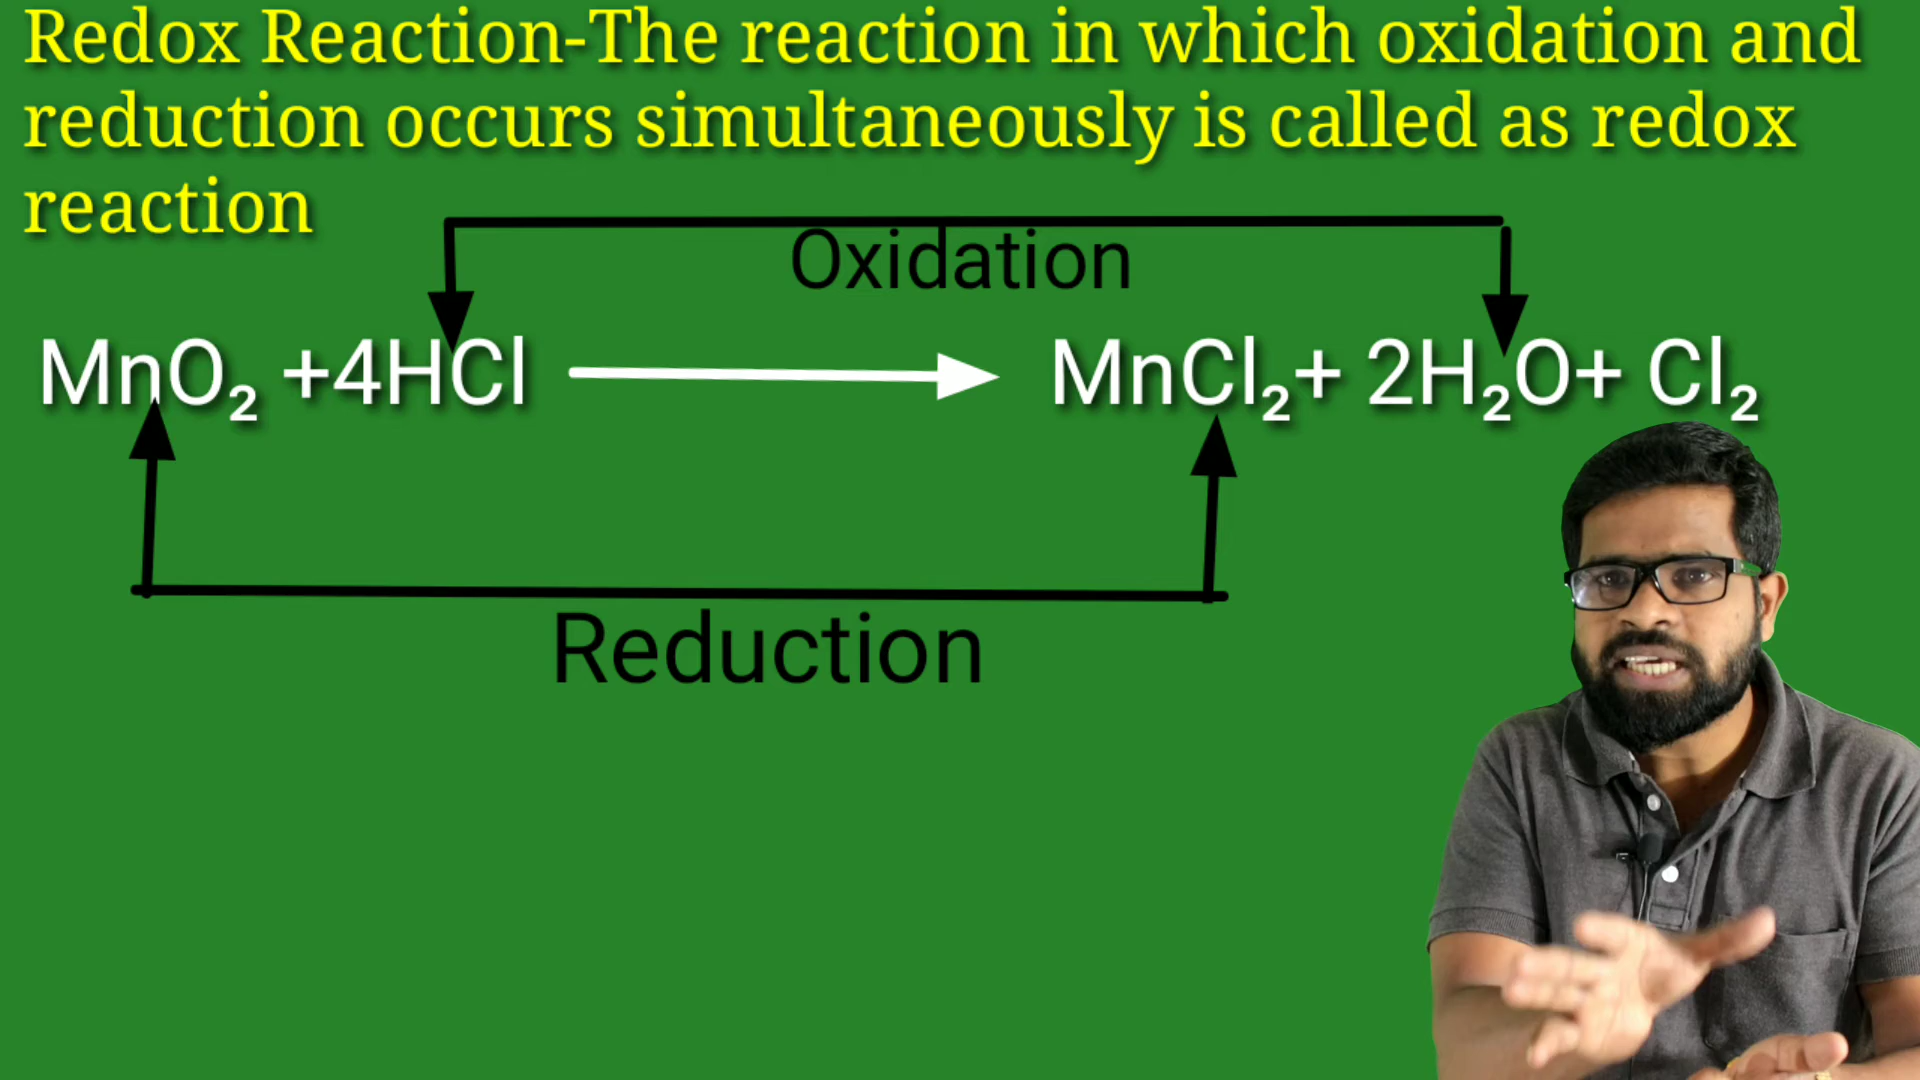 Redox Reaction-The reaction in which oxidation and
reduction occurs simultaneously is called as redox
reaction
Oxidation
MnO₂ +4HCl MnCl₂+ 2H₂O+ Cl₂
Reduction